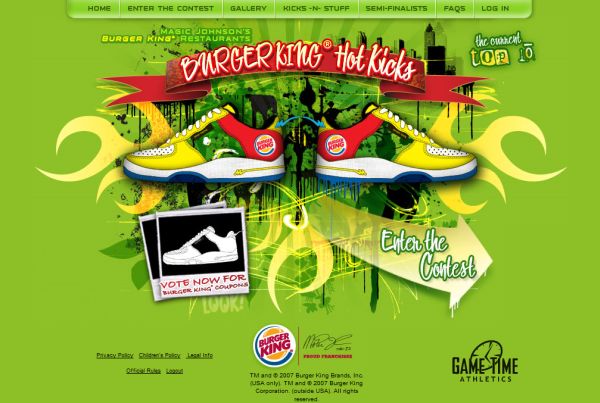 HOME ENTER THE CONTEST GALLERY KICKS -N- STUFF SEMI-FINALISTS FAQS LOG IN
MAGIC JOHNSON'S
BURGER KING® RESTAURANTS
BURGER KING® Hot Kicks
the current
TOP 10
BURGER KING
BURGER KING
Enter the
Contest
VOTE NOW FOR
BURGER KING® COUPONS
LOOK!
BURGER
KING
PROUD FRANCHISEE
Privacy Policy Children's Policy Legal Info
Official Rules Logout
TM and © 2007 Burger King Brands, Inc.
(USA only). TM and © 2007 Burger King
Corporation. (outside USA). All rights
reserved.
GAME TIME
ATHLETICS